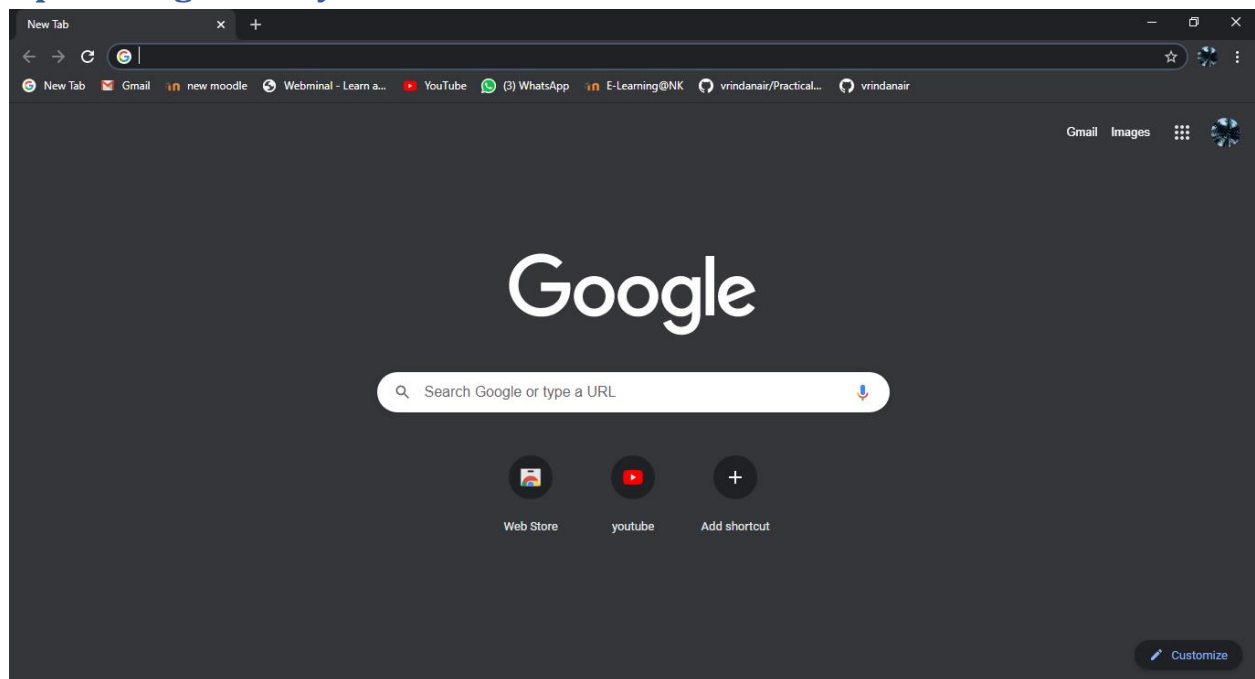 New Tab
New Tab Gmail new moodle Webminal - Learn a... YouTube (3) WhatsApp E-Learning@NK vrindanair/Practical... vrindanair
Gmail Images
Google
Search Google or type a URL
Web Store youtube Add shortcut
Customize